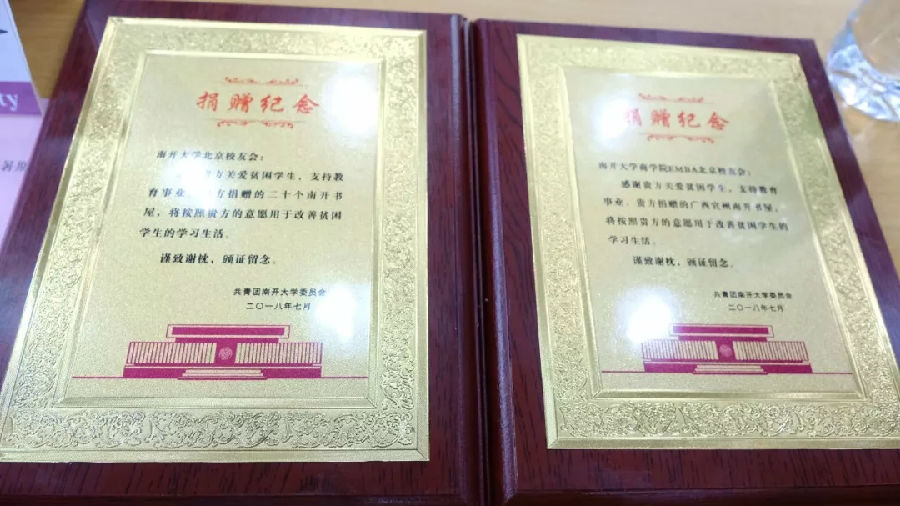 捐赠纪念
南开大学北京校友会：
方关爱贫困学生，支持教
育事业。方捐赠的二十个南开书
屋，将按照贵方的意愿用于改善贫困
学生的学习生活。
谨致谢枕，颐证留念。
共青团南开大学委员会
二〇一八年七月
捐赠纪念
南开大学商学院EMBA北京校友会：
感谢贵方关爱贫困学生，支持教育
事业。贵方捐赠的广西宜州南开书屋，
将按照贵方的意愿用于改善贫困学生的
学习生活。
谨致谢枕，颐证留念。
共青团南开大学委员会
二〇一八年七月
ty
暑期